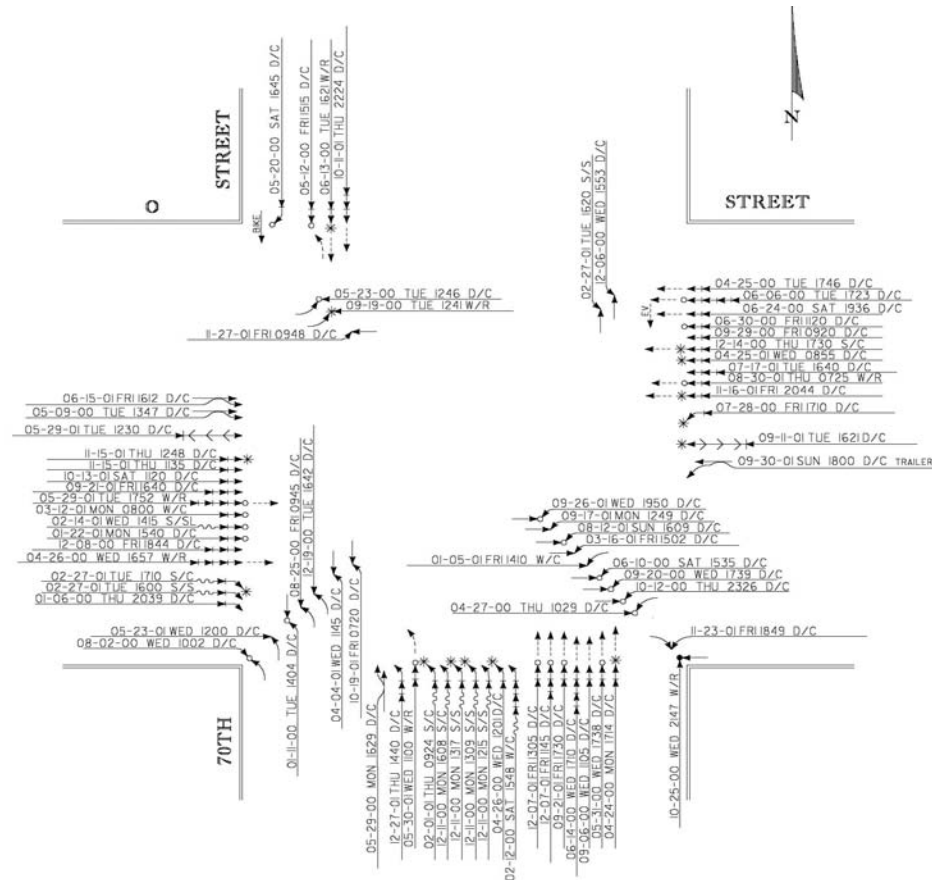 05-20-00 SAT 1645 D/C
05-12-00 FRI 1515 D/C
06-13-00 TUE 1621 W/R
10-11-01 THU 2224 D/C
STREET
O
BIKE
N
STREET
02-27-01 TUE 1620 S/S
12-06-00 WED 1553 D/C
05-23-00 TUE 1246 D/C
09-19-00 TUE 1241 W/R
11-27-01 FRI 0948 D/C
EV
04-25-00 TUE 1746 D/C
06-06-00 TUE 1723 D/C
06-24-00 SAT 1936 D/C
06-30-00 FRI 1120 D/C
09-29-00 FRI 0920 D/C
12-14-00 THU 1730 S/C
04-25-01 WED 0855 D/C
07-17-01 TUE 1640 D/C
08-30-01 THU 0725 W/R
11-16-01 FRI 2044 D/C
07-28-00 FRI 1710 D/C
09-11-01 TUE 1621 D/C
09-30-01 SUN 1800 D/C TRAILER
06-15-01 FRI 1612 D/C
05-09-00 TUE 1347 D/C
05-29-01 TUE 1230 D/C
11-15-01 THU 1248 D/C
11-15-01 THU 1135 D/C
10-13-01 SAT 1120 D/C
09-21-01 FRI 1640 D/C
05-29-01 TUE 1752 W/R
03-12-01 MON 0800 W/C
02-14-01 WED 1415 S/SL
01-22-01 MON 1540 D/C
12-08-00 FRI 1844 D/C
04-26-00 WED 1657 W/R
02-27-01 TUE 1710 S/C
02-27-01 TUE 1600 S/S
01-06-00 THU 2039 D/C
05-23-01 WED 1200 D/C
08-02-00 WED 1002 D/C
01-11-00 TUE 1404 D/C
08-25-00 FRI 0945 D/C
12-19-00 TUE 1642 D/C
04-04-01 WED 1145 D/C
10-19-01 FRI 0720 D/C
09-26-01 WED 1950 D/C
09-17-01 MON 1249 D/C
08-12-01 SUN 1609 D/C
03-16-01 FRI 1502 D/C
01-05-01 FRI 1410 W/C
06-10-00 SAT 1535 D/C
09-20-00 WED 1739 D/C
10-12-00 THU 2326 D/C
04-27-00 THU 1029 D/C
11-23-01 FRI 1849 D/C
70TH
05-29-00 MON 1629 D/C
12-27-01 THU 1440 D/C
05-30-01 WED 1100 W/R
02-01-01 THU 0924 S/C
12-11-00 MON 1608 S/C
12-11-00 MON 1317 S/S
12-11-00 MON 1309 S/S
12-11-00 MON 1215 S/S
04-26-00 WED 1201 D/C
02-12-00 SAT 1548 W/C
12-07-01 FRI 1305 D/C
12-07-01 FRI 1145 D/C
09-21-01 FRI 1730 D/C
06-14-00 WED 1710 D/C
09-06-00 WED 1105 D/C
05-31-00 WED 1738 D/C
04-24-00 MON 1714 D/C
10-25-00 WED 2147 W/R